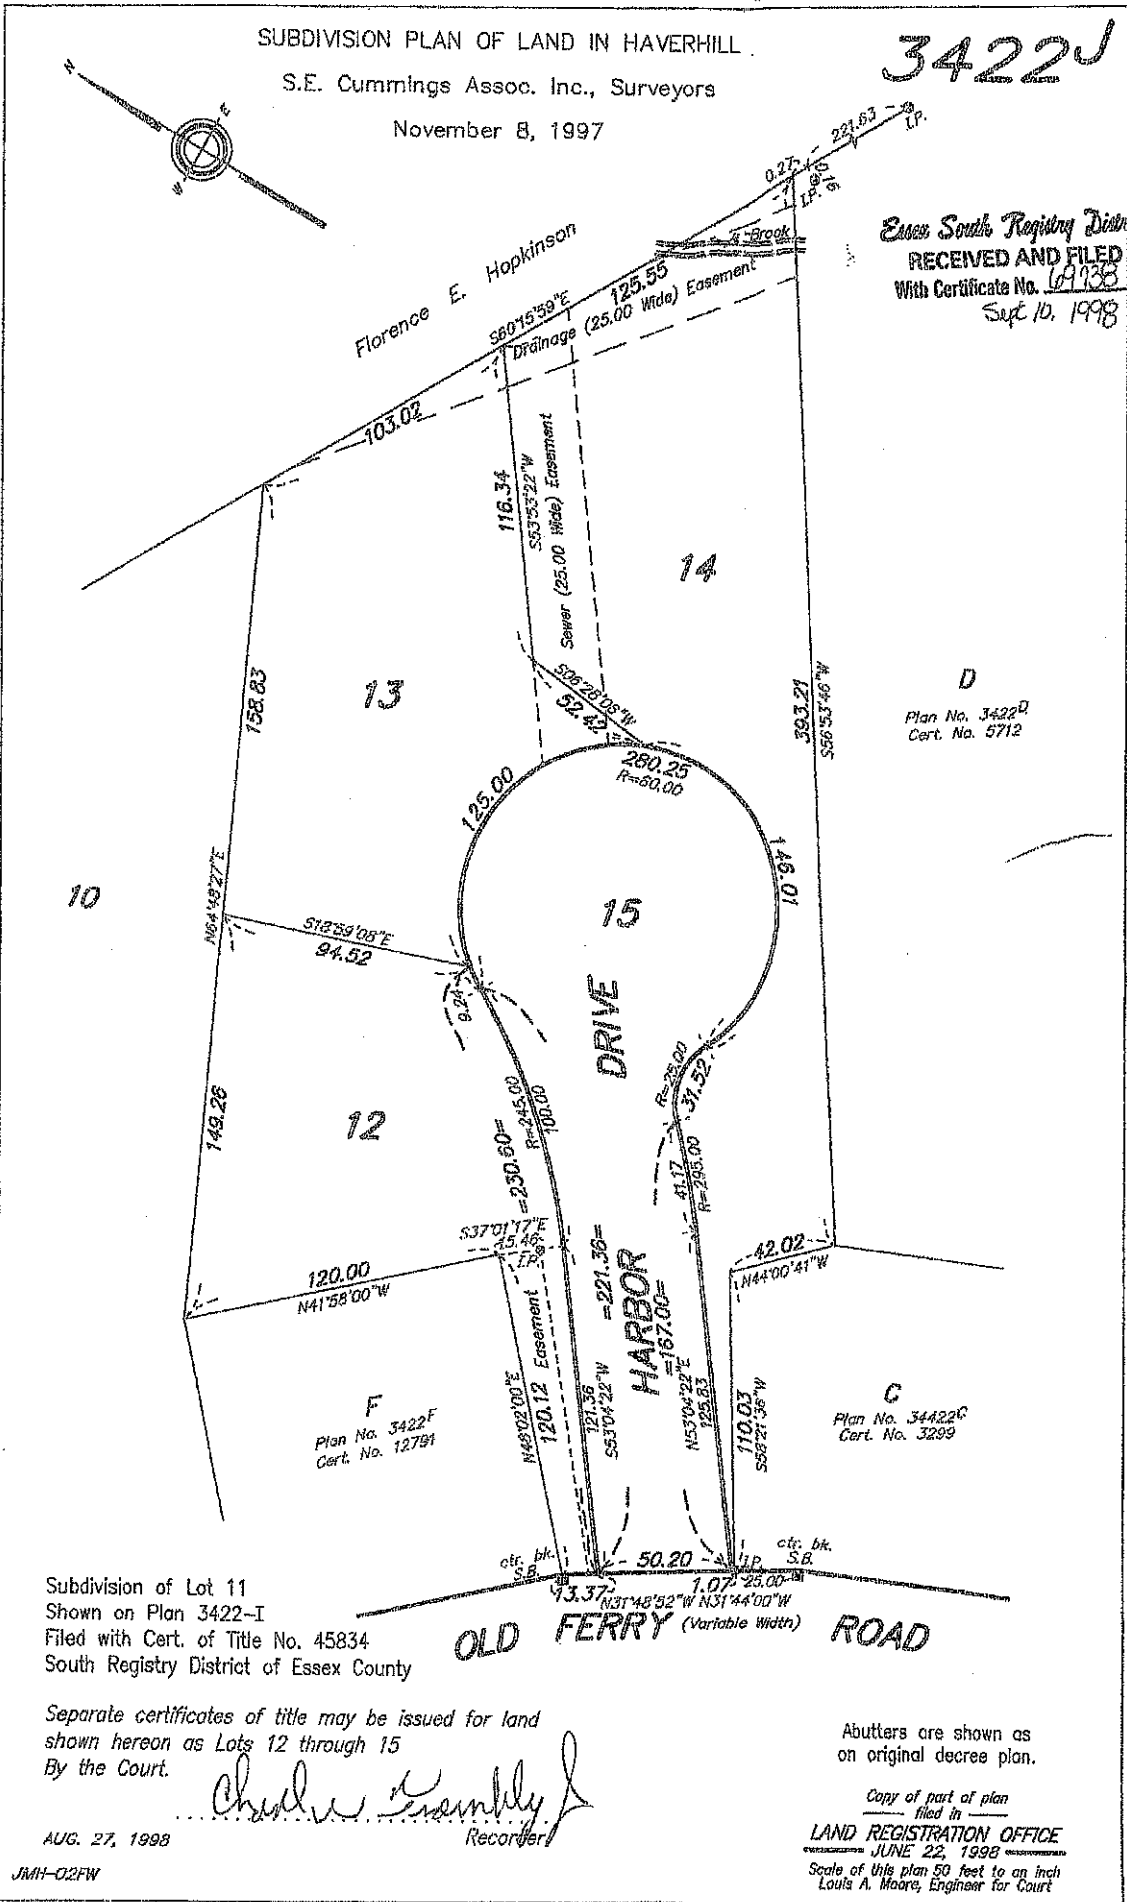 SUBDIVISION PLAN OF LAND IN HAVERHILL
S.E. Cummings Assoc. Inc., Surveyors
November 8, 1997
3422J
N
E
W
Essex South Registry
RECEIVED AND FILED
With Certificate No. 69738
Sept 10, 1998
221.63
I.P.
0.27
0.16
I.P.
Brook
Florence E. Hopkinson
S60°15'59"E
125.55
Drainage (25.00 Wide) Easement
103.02
116.34
S53°53'22"W
Sewer (25.00 Wide) Easement
14
13
158.83
S06°28'08"W
52.42
393.21
S56°53'46"W
D
Plan No. 3422D
Cert. No. 5712
280.25
R=60.00
125.00
146.01
10
N64°48'27"E
S18°59'08"E
94.52
15
9.24
HARBOR DRIVE
R=25.00
31.52
149.26
12
R=245.00
100.00
=230.60=
41.17
R=295.00
S37°01'17"E
45.46
I.P.
120.00
N41°58'00"W
=221.36=
=167.00=
42.02
N44°00'41"W
Easement
F
Plan No. 3422F
Cert. No. 12791
N48°02'00"E
120.12
121.36
S53°04'22"W
N53°04'22"E
125.83
110.03
S58°21'36"W
C
Plan No. 34422C
Cert. No. 3299
ctr. bk.
S.B.
50.20
I.P.
ctr. bk.
S.B.
13.37
N31°48'52"W
1.07
25.00
N31°44'00"W
OLD FERRY (Variable Width) ROAD
Subdivision of Lot 11
Shown on Plan 3422-I
Filed with Cert. of Title No. 45834
South Registry District of Essex County
Separate certificates of title may be issued for land
shown hereon as Lots 12 through 15
By the Court.
Recorder
AUG. 27, 1998
JMH-02FW
Abutters are shown as
on original decree plan.
Copy of part of plan
filed in
LAND REGISTRATION OFFICE
JUNE 22, 1998
Scale of this plan 50 feet to an inch
Louis A. Moore, Engineer for Court